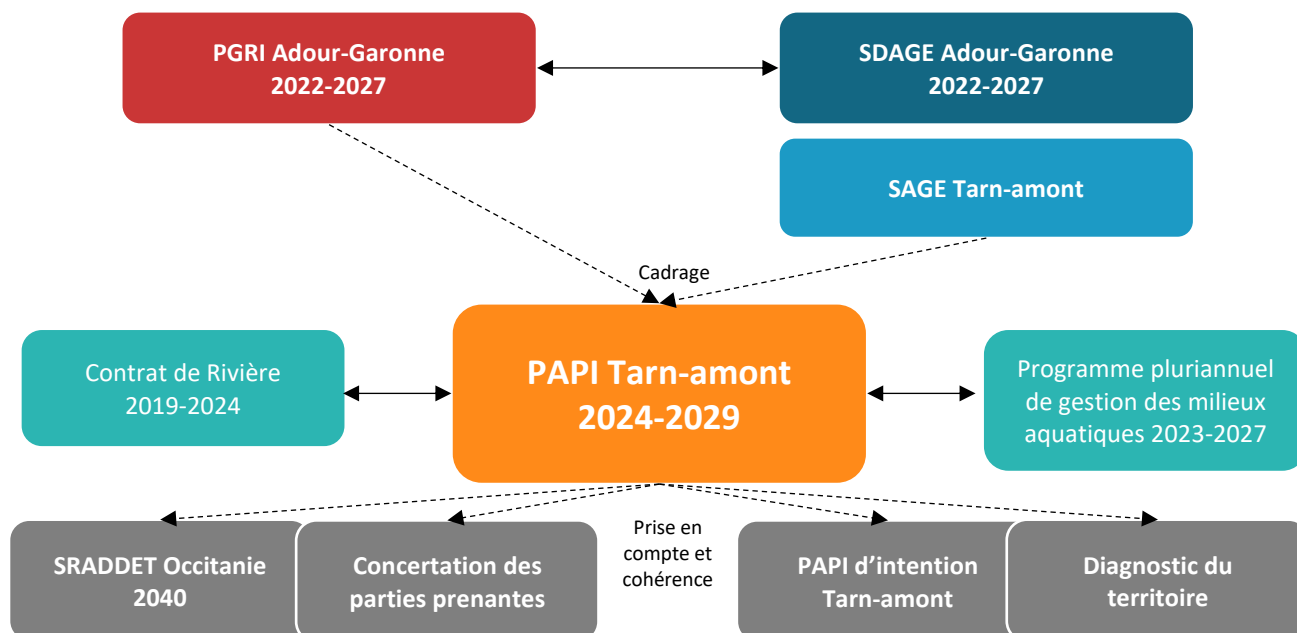 PGRI Adour-Garonne
2022-2027
SDAGE Adour-Garonne
2022-2027
SAGE Tarn-amont
Cadrage
Contrat de Rivière
2019-2024
PAPI Tarn-amont
2024-2029
Programme pluriannuel
de gestion des milieux
aquatiques 2023-2027
SRADDET Occitanie
2040
Concertation des
parties prenantes
Prise en
compte et
cohérence
PAPI d’intention
Tarn-amont
Diagnostic du
territoire